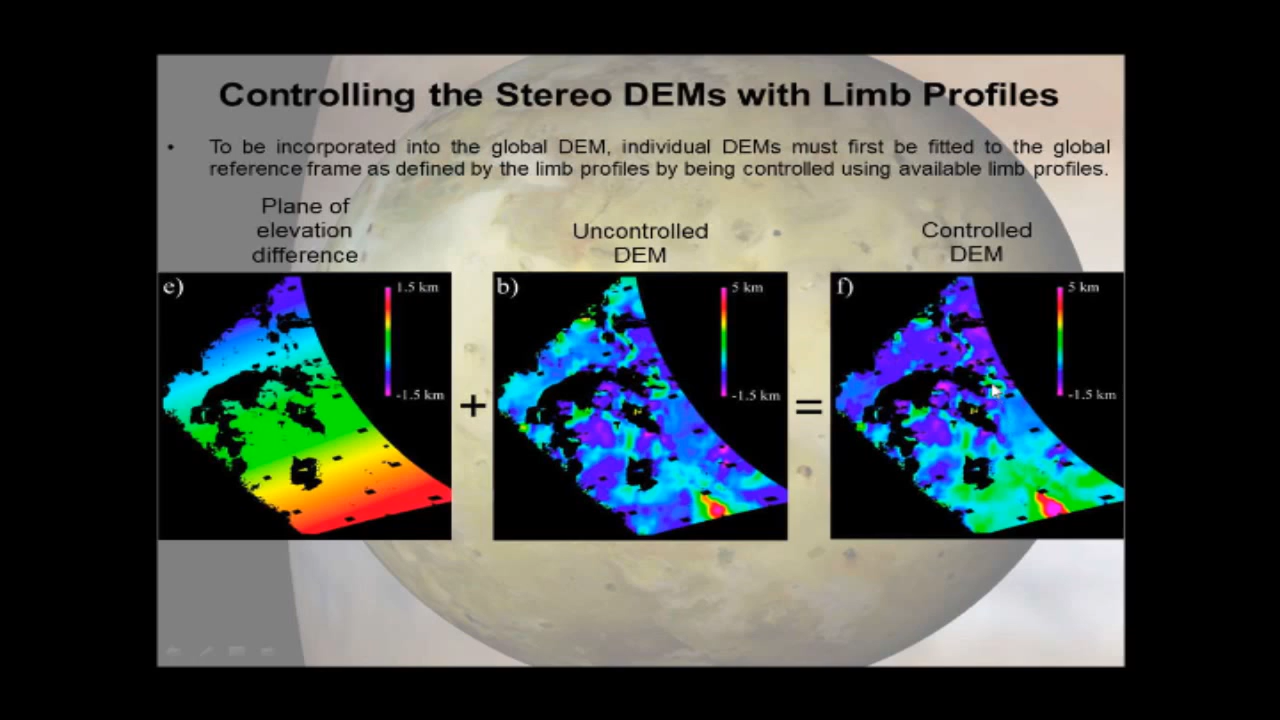 Controlling the Stereo DEMs with Limb Profiles
• To be incorporated into the global DEM, individual DEMs must first be fitted to the global
reference frame as defined by the limb profiles by being controlled using available limb profiles.
Plane of
elevation
difference
Uncontrolled
DEM
Controlled
DEM
e)
1.5 km
-1.5 km
+
b)
5 km
-1.5 km
=
f)
5 km
-1.5 km